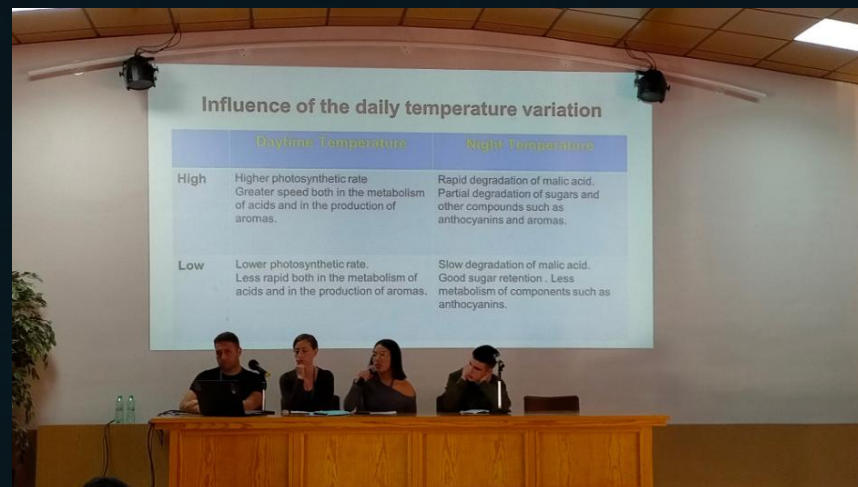 Influence of the daily temperature variation
Daytime Temperature
Night Temperature
High
Higher photosynthetic rate
Greater speed both in the metabolism
of acids and in the production of
aromas.
Rapid degradation of malic acid.
Partial degradation of sugars and
other compounds such as
anthocyanins and aromas.
Low
Lower photosynthetic rate.
Less rapid both in the metabolism of
acids and in the production of aromas.
Slow degradation of malic acid.
Good sugar retention . Less
metabolism of components such as
anthocyanins.